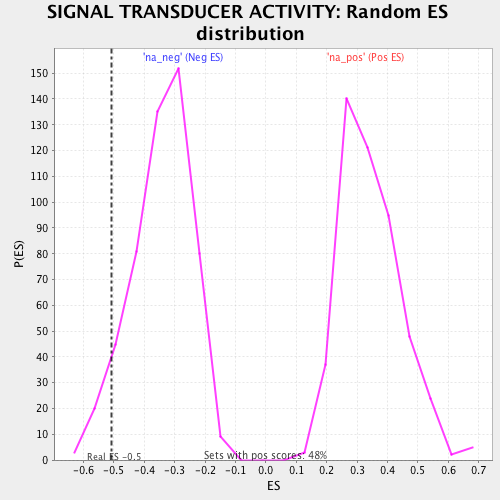 SIGNAL TRANSDUCER ACTIVITY: Random ES
distribution
'na_neg' (Neg ES)
'na_pos' (Pos ES)
150
140
130
120
110
100
90
80
70
60
50
40
30
20
10
0
P(ES)
Real ES -0.5
Sets with pos scores: 48%
-0.6 -0.5 -0.4 -0.3 -0.2 -0.1 0.0 0.1 0.2 0.3 0.4 0.5 0.6 0.7
ES